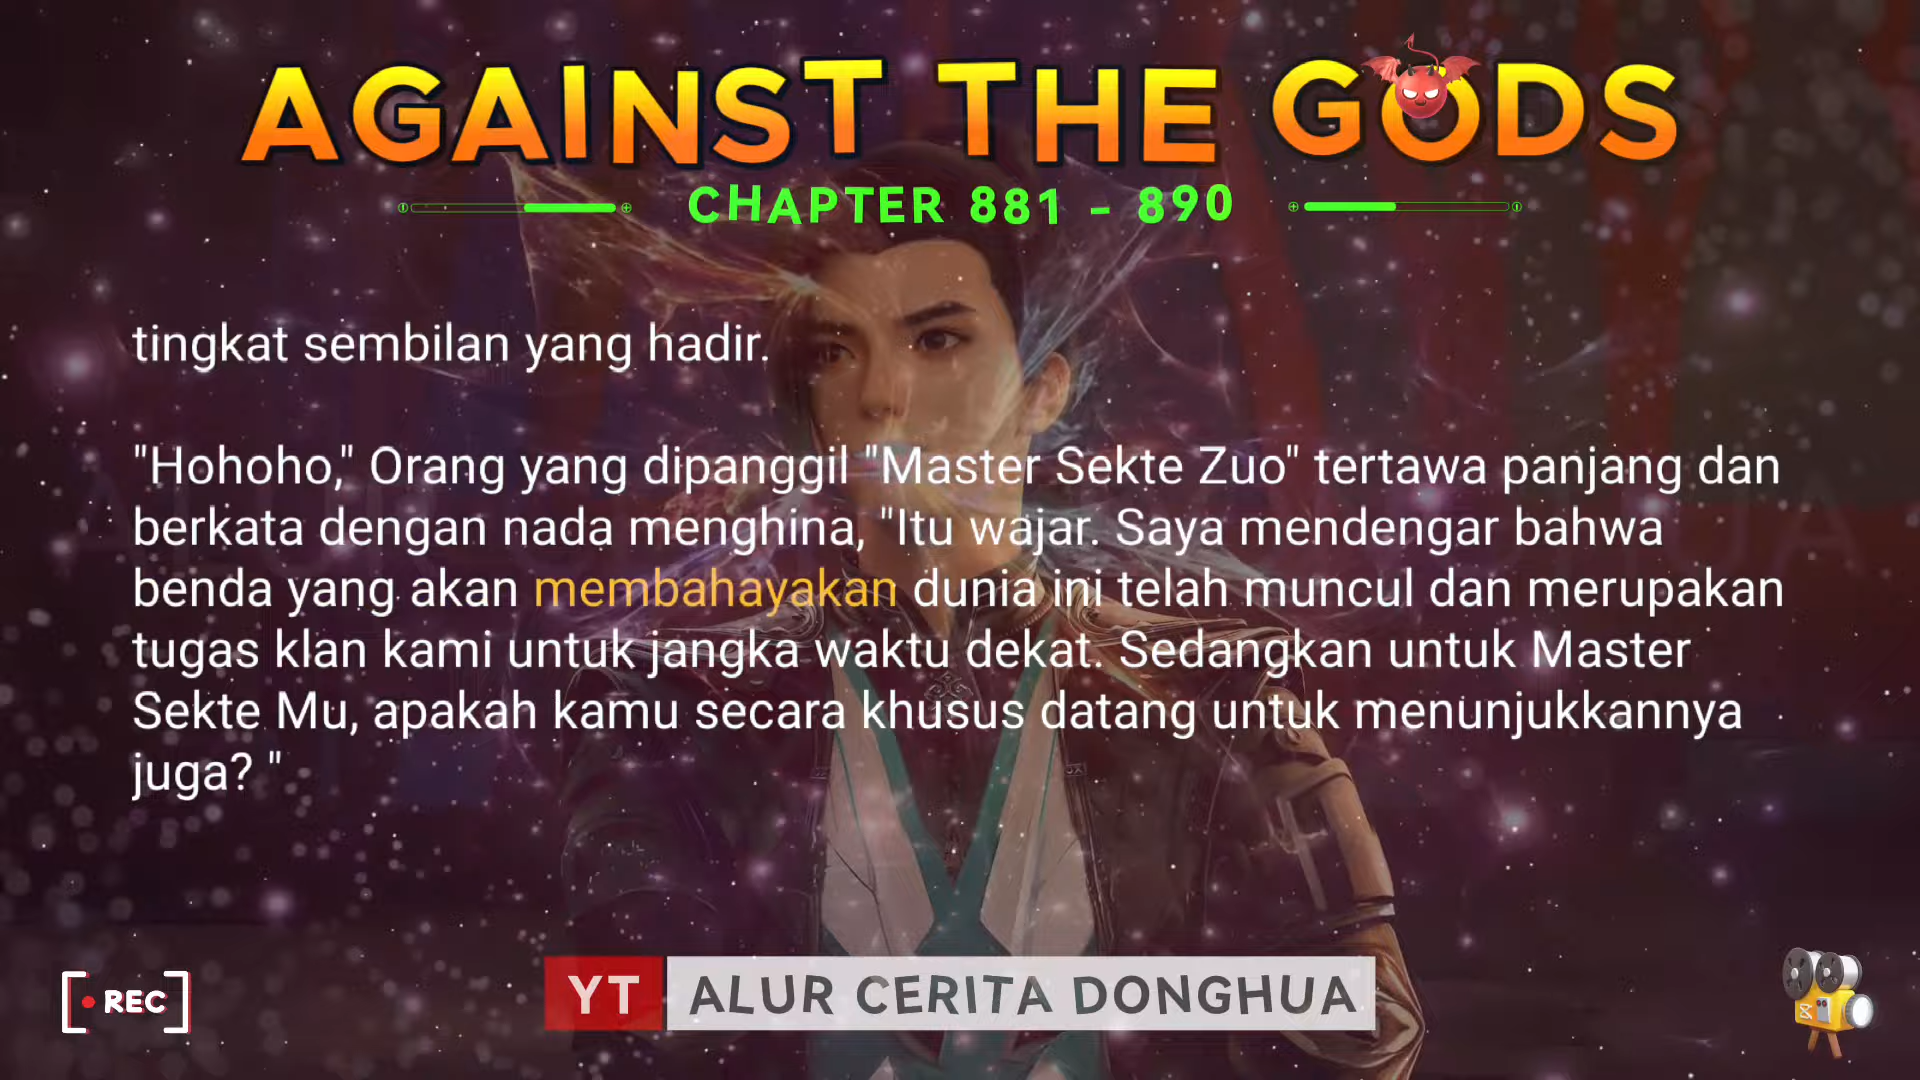 AGAINST THE GODS
CHAPTER 881 - 890
tingkat sembilan yang hadir.
"Hohoho," Orang yang dipanggil "Master Sekte Zuo" tertawa panjang dan
berkata dengan nada menghina, "Itu wajar. Saya mendengar bahwa
benda yang akan membahayakan dunia ini telah muncul dan merupakan
tugas klan kami untuk jangka waktu dekat. Sedangkan untuk Master
Sekte Mu, apakah kamu secara khusus datang untuk menunjukkannya
juga? "
REC
YT ALUR CERITA DONGHUA